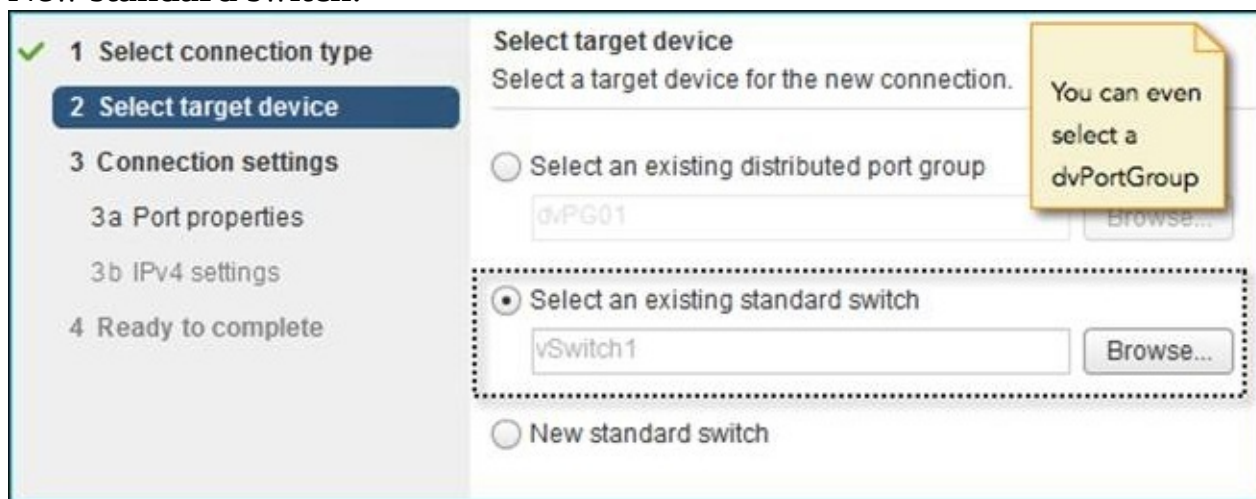 New Standard Switch.
1 Select connection type
2 Select target device
3 Connection settings
3a Port properties
3b IPv4 settings
4 Ready to complete
Select target device
Select a target device for the new connection.
You can even
select a
dvPortGroup
Select an existing distributed port group
dvPG01
Browse...
Select an existing standard switch
vSwitch1
Browse...
New standard switch